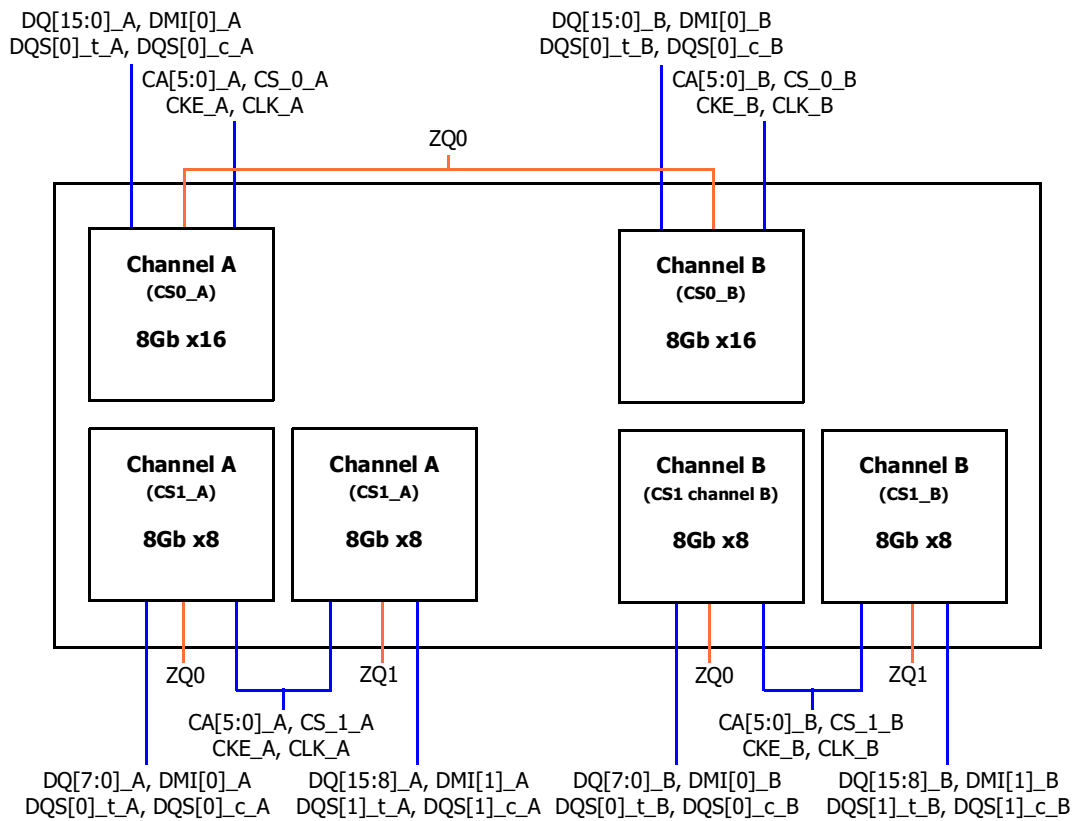 DQ[15:0]_A, DMI[0]_A
DQS[0]_t_A, DQS[0]_c_A
DQ[15:0]_B, DMI[0]_B
DQS[0]_t_B, DQS[0]_c_B
CA[5:0]_A, CS_0_A
CKE_A, CLK_A
CA[5:0]_B, CS_0_B
CKE_B, CLK_B
ZQ0
Channel A
(CS0_A)
8Gb x16
Channel B
(CS0_B)
8Gb x16
Channel A
(CS1_A)
8Gb x8
Channel A
(CS1_A)
8Gb x8
Channel B
(CS1 channel B)
8Gb x8
Channel B
(CS1_B)
8Gb x8
ZQ0
ZQ1
ZQ0
ZQ1
CA[5:0]_A, CS_1_A
CKE_A, CLK_A
CA[5:0]_B, CS_1_B
CKE_B, CLK_B
DQ[7:0]_A, DMI[0]_A
DQS[0]_t_A, DQS[0]_c_A
DQ[15:8]_A, DMI[1]_A
DQS[1]_t_A, DQS[1]_c_A
DQ[7:0]_B, DMI[0]_B
DQS[0]_t_B, DQS[0]_c_B
DQ[15:8]_B, DMI[1]_B
DQS[1]_t_B, DQS[1]_c_B